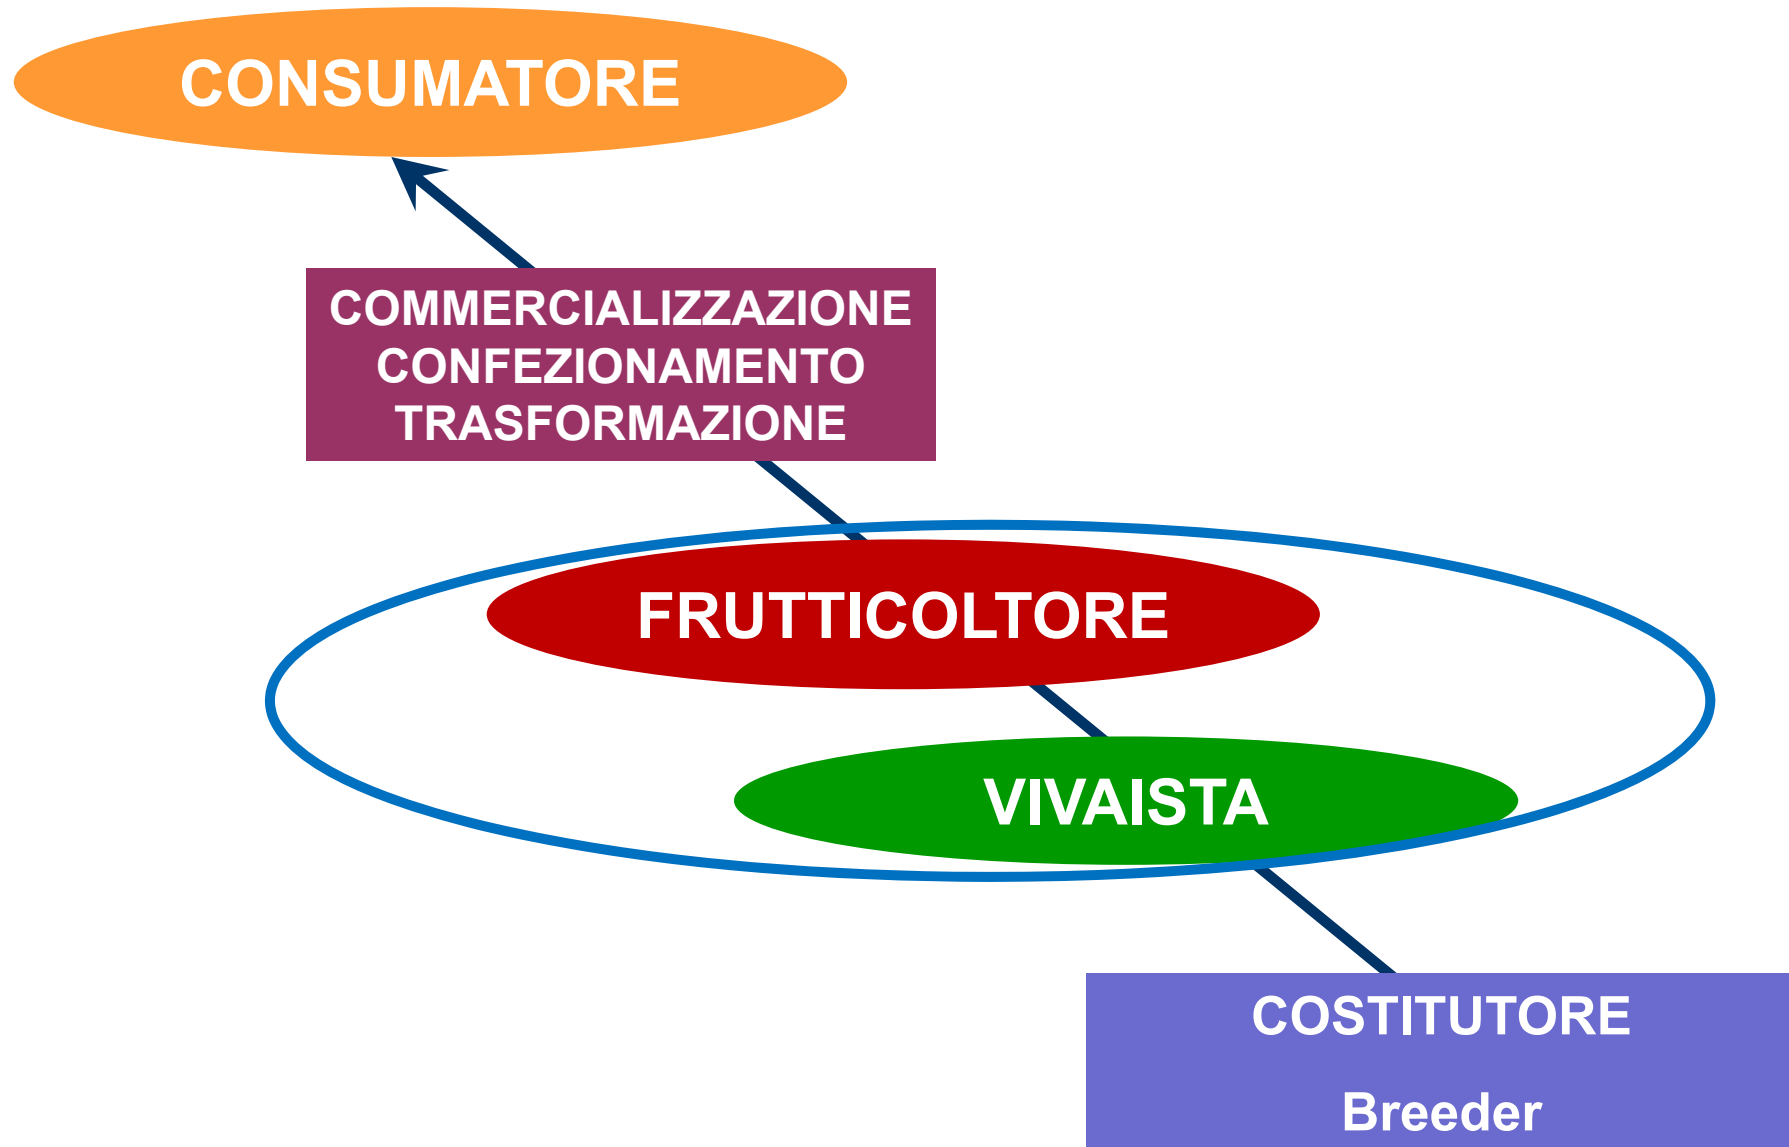 CONSUMATORE
COMMERCIALIZZAZIONE
CONFEZIONAMENTO
TRASFORMAZIONE
FRUTTICOLTORE
VIVAISTA
COSTITUTORE
Breeder